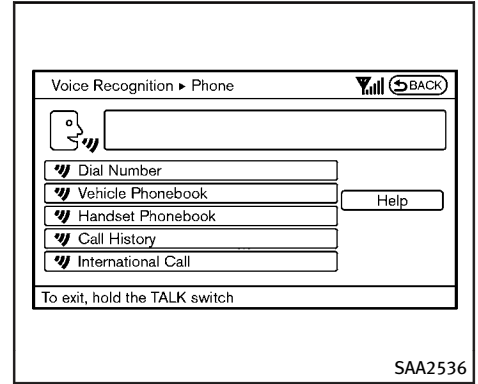 Voice Recognition ▸ Phone
BACK
Dial Number
Vehicle Phonebook
Help
Handset Phonebook
Call History
International Call
To exit, hold the TALK switch
SAA2536